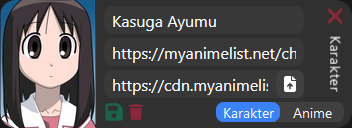 Kasuga Ayumu
https://myanimelist.net/ch
https://cdn.myanimelis
Karakter Anime
Karakter